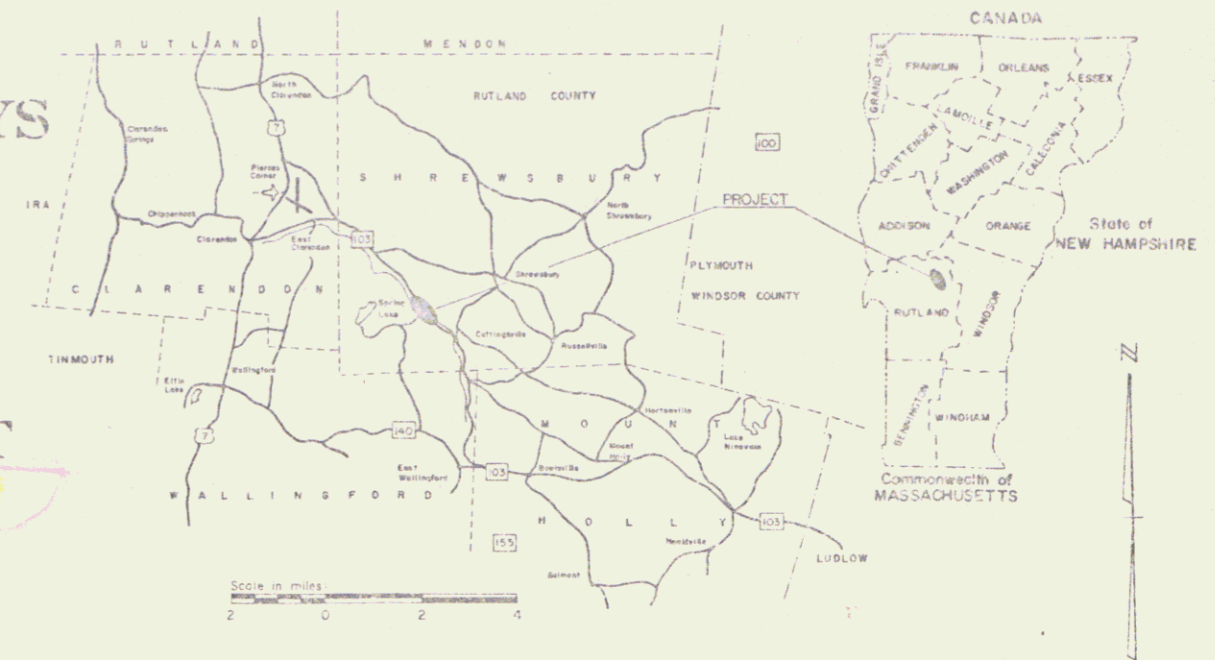 YS
RUTLAND
MENDON
North
Clarendon
RUTLAND COUNTY
7
Clarendon
Springs
100
Pierces
Corner
SHREWSBURY
IRA
Chippenhook
PROJECT
North
Shrewsbury
Clarendon
East
Clarendon
103
Shrewsbury
PLYMOUTH
WINDSOR COUNTY
CLARENDON
Spring
Lake
Cuttingsville
Russellville
TINMOUTH
Wallingford
Elfin
Lake
Hortonville
MOUNT
Lake
Ninevah
7
140
Mount
Holly
East
Wallingford
103
Bowlsville
WALLINGFORD
HOLLY
103
155
LUDLOW
Belmont
Scale in miles
2 0 2 4
CANADA
GRAND ISLE
FRANKLIN
ORLEANS
ESSEX
LAMOILLE
CHITTENDEN
WASHINGTON
CALEDONIA
ADDISON
ORANGE
State of
NEW HAMPSHIRE
RUTLAND
WINDSOR
BENNINGTON
WINDHAM
Commonwealth of
MASSACHUSETTS
N